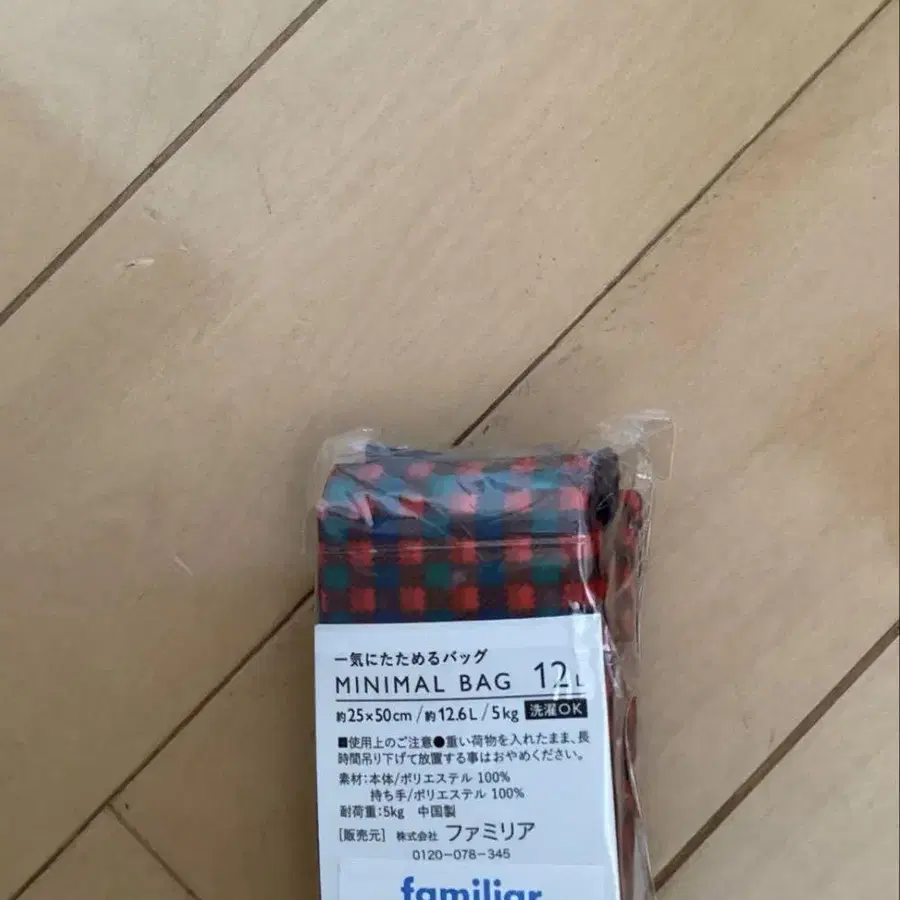 一気にたためるバッグ
MINIMAL BAG 12L
約25×50cm/約12.6L/5kg 洗濯OK
■使用上のご注意●重い荷物を入れたまま、長
時間吊り下げて放置する事はおやめください。
素材:本体/ポリエステル 100%
持ち手/ポリエステル 100%
耐荷重:5kg 中国製
[販売元] 株式会社 ファミリア
0120-078-345
familiar